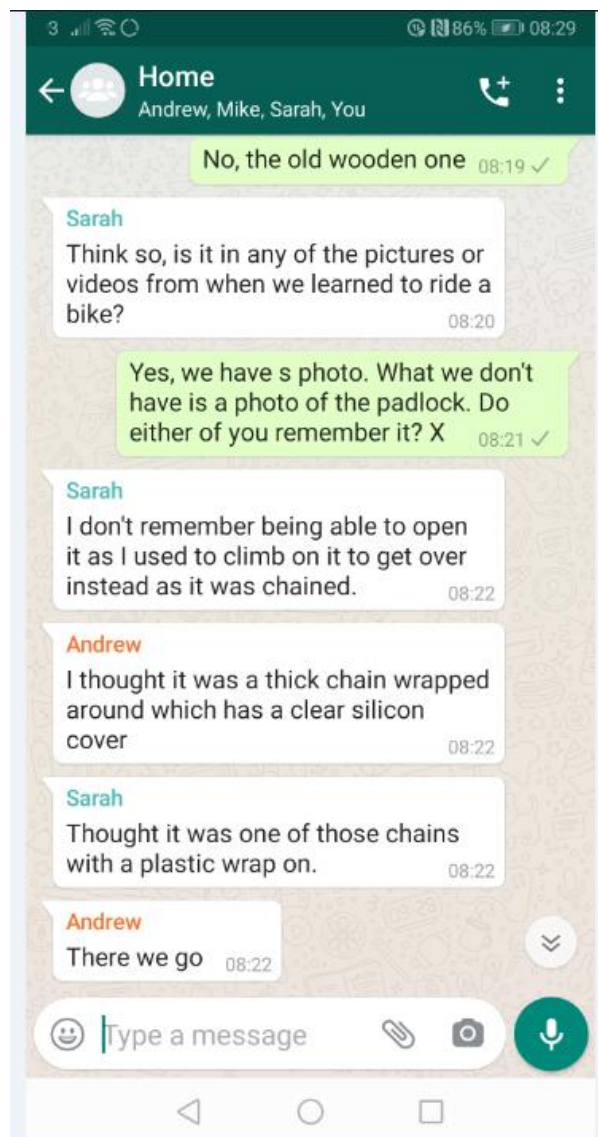 3 86% 08:29
Home
Andrew, Mike, Sarah, You
No, the old wooden one 08:19
Sarah
Think so, is it in any of the pictures or
videos from when we learned to ride a
bike?
08:20
Yes, we have s photo. What we don't
have is a photo of the padlock. Do
either of you remember it? X 08:21
Sarah
I don't remember being able to open
it as I used to climb on it to get over
instead as it was chained.
08:22
Andrew
I thought it was a thick chain wrapped
around which has a clear silicon
cover
08:22
Sarah
Thought it was one of those chains
with a plastic wrap on.
08:22
Andrew
There we go 08:22
Type a message